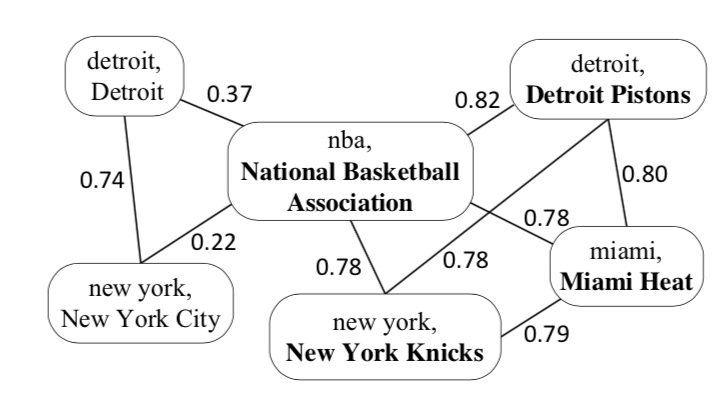 detroit,
Detroit
0.37
nba,
National Basketball
Association
0.82
detroit,
Detroit Pistons
0.74
0.22
0.80
0.78
new york,
New York City
0.78
0.78
miami,
Miami Heat
new york,
New York Knicks
0.79